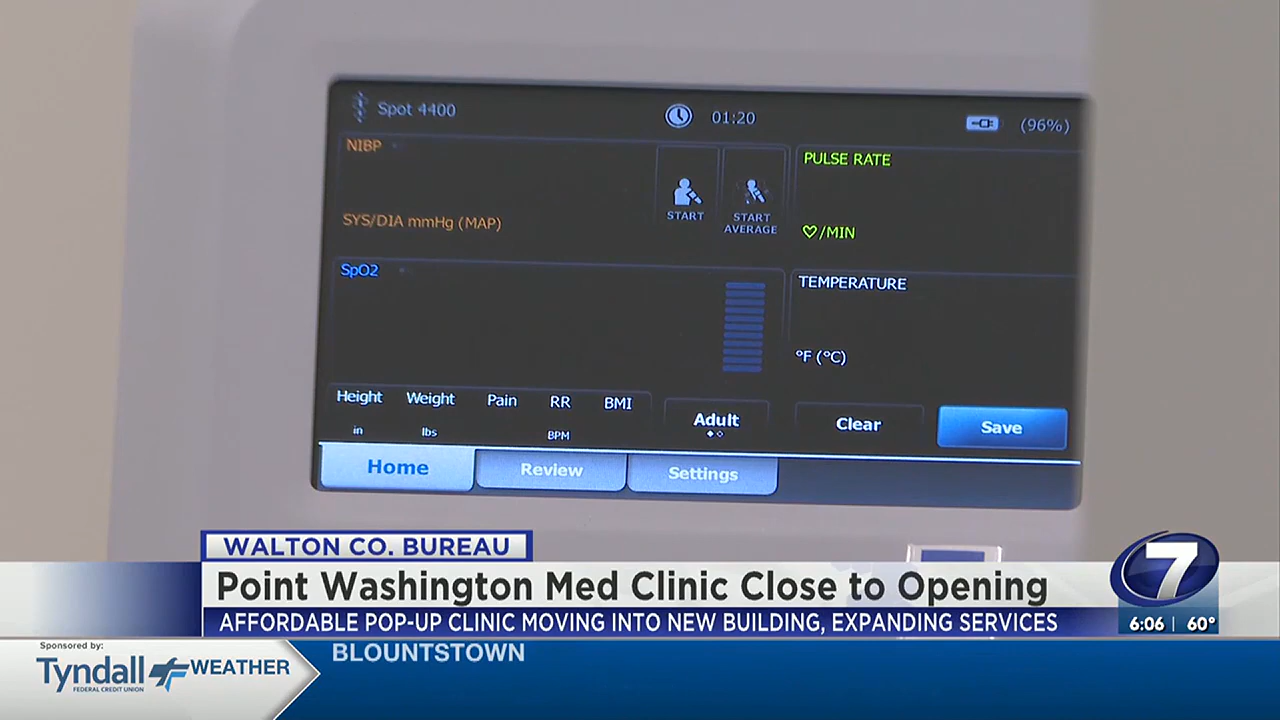 Spot 4400
01:20
(96%)
NIBP
START
START
AVERAGE
PULSE RATE
SYS/DIA mmHg (MAP)
♡/MIN
SpO2
TEMPERATURE
°F (°C)
Height
Weight
Pain
RR
BMI
in
lbs
BPM
Adult
Clear
Save
Home
Review
Settings
WALTON CO. BUREAU
Point Washington Med Clinic Close to Opening
AFFORDABLE POP-UP CLINIC MOVING INTO NEW BUILDING, EXPANDING SERVICES
7
6:06 | 60°
Sponsored by:
Tyndall
FEDERAL CREDIT UNION
WEATHER
BLOUNTSTOWN